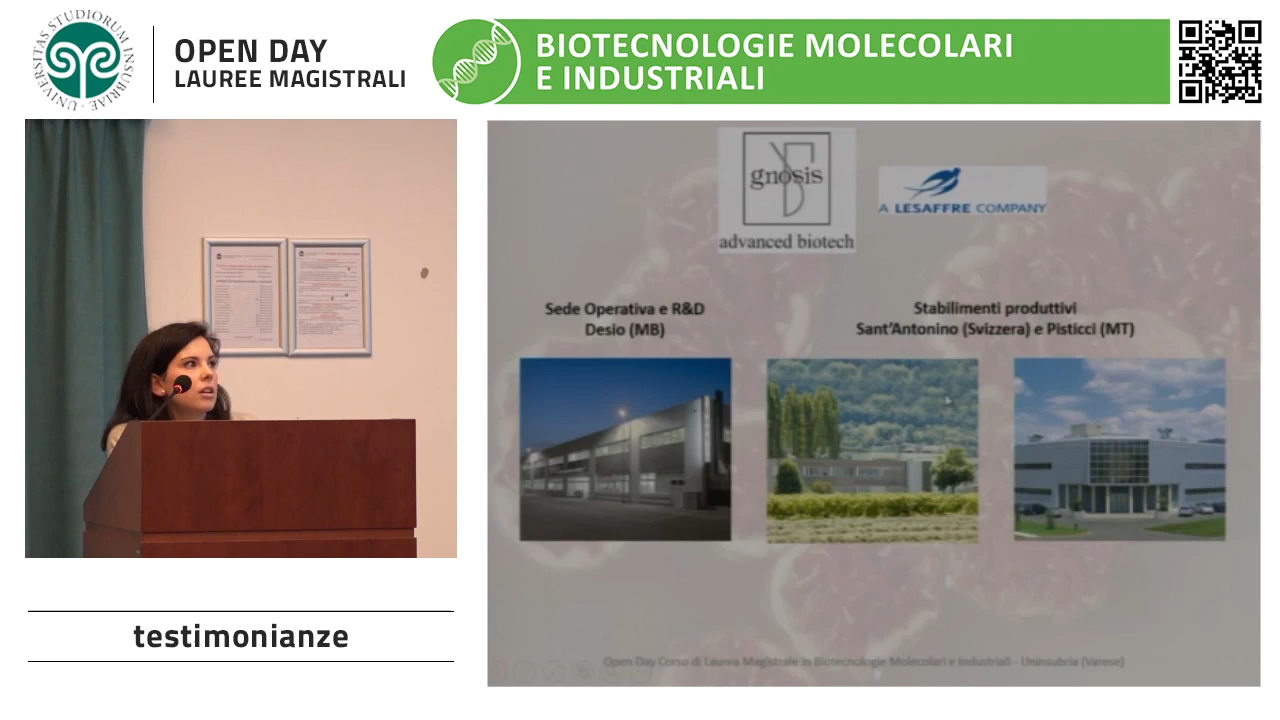 UNIVERSITAS STUDIORUM INSUBRIAE
OPEN DAY
LAUREE MAGISTRALI
BIOTECNOLOGIE MOLECOLARI
E INDUSTRIALI
gnosis
advanced biotech
A LESAFFRE COMPANY
Sede Operativa e R&D
Desio (MB)
Stabilimenti produttivi
Sant'Antonino (Svizzera) e Pisticci (MT)
testimonianze
Open Day Corso di Laurea Magistrale in Biotecnologie Molecolari e Industriali - Uninsubria (Varese)